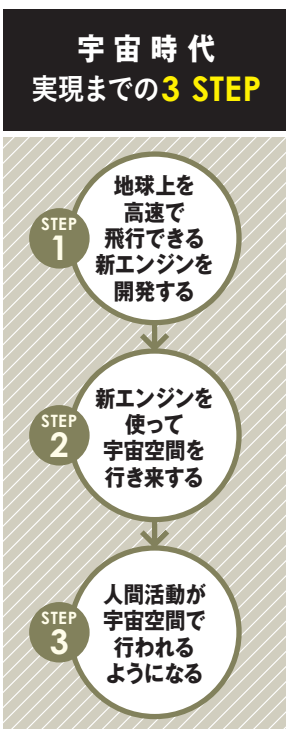 宇宙時代
実現までの3 STEP
STEP
1
地球上を
高速で
飛行できる
新エンジンを
開発する
STEP
2
新エンジンを
使って
宇宙空間を
行き来する
STEP
3
人間活動が
宇宙空間で
行われる
ようになる